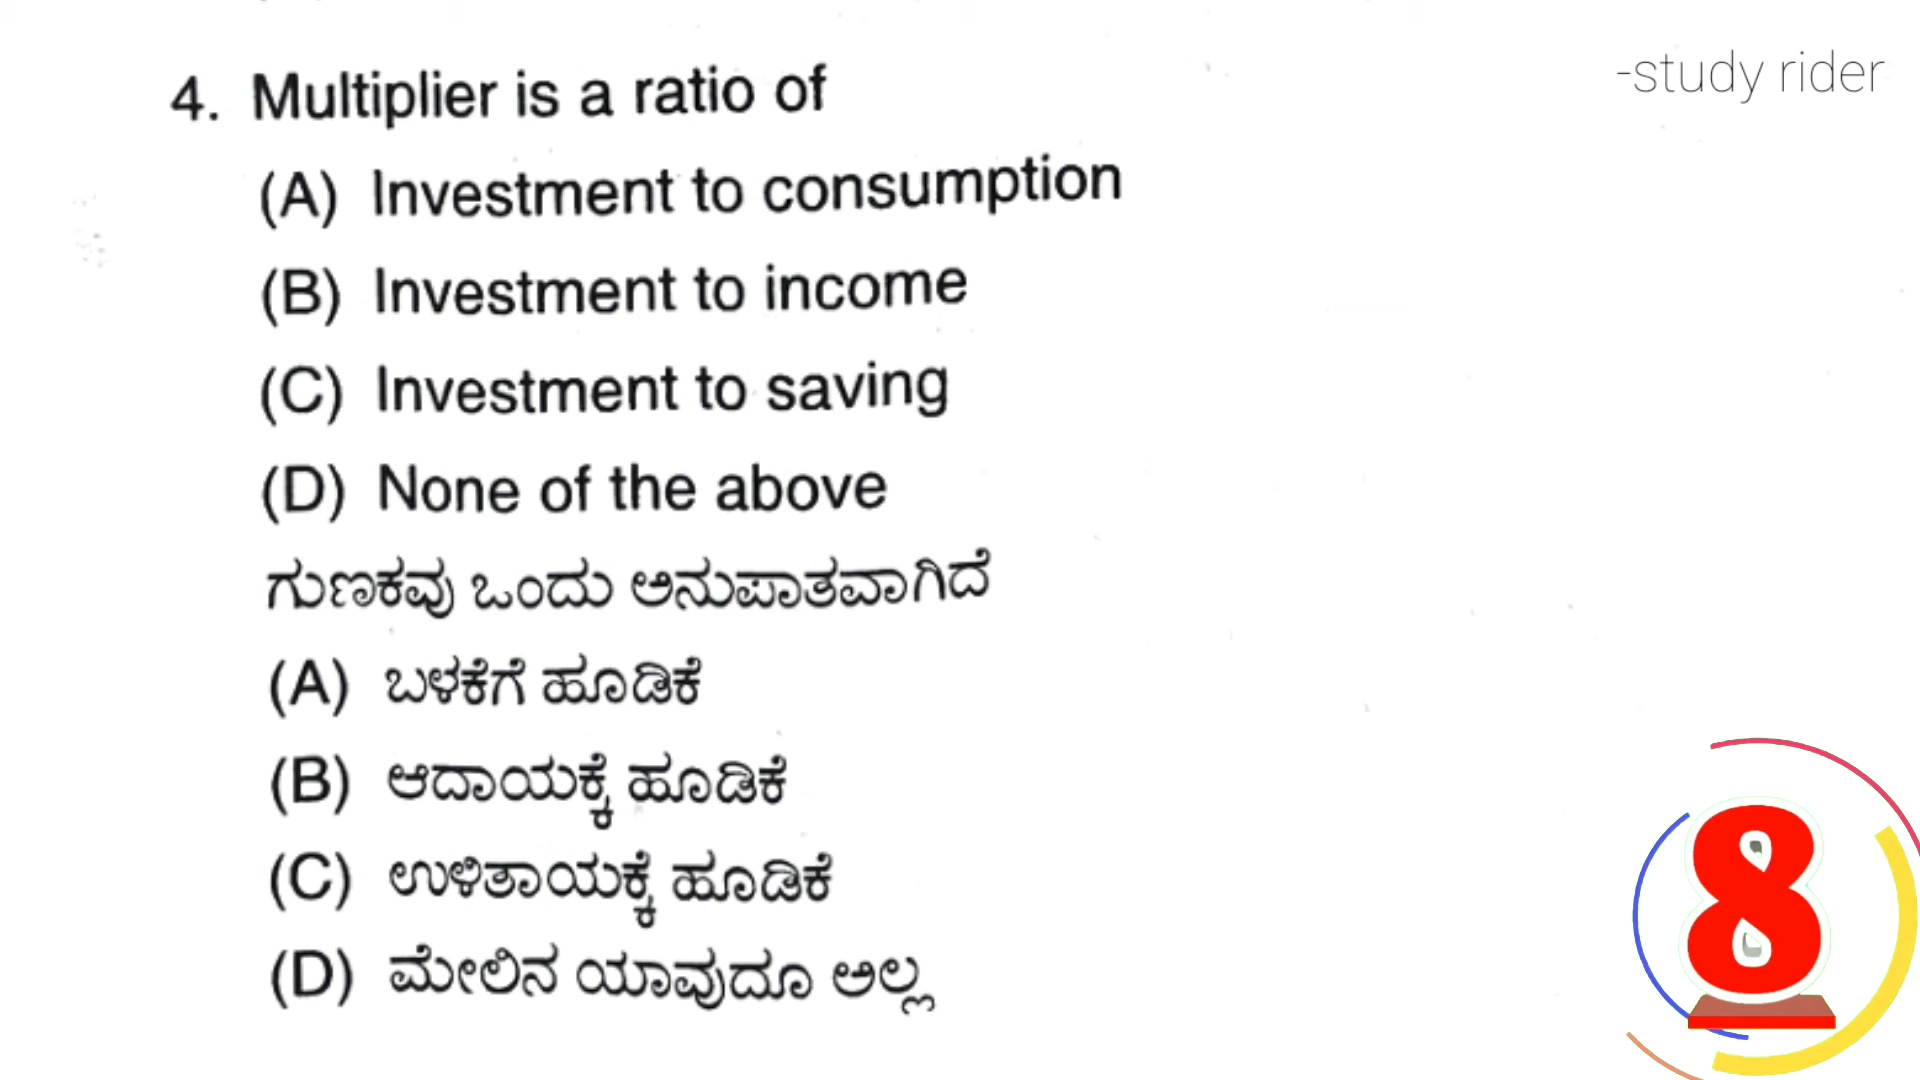 -study rider
4. Multiplier is a ratio of
(A) Investment to consumption
(B) Investment to income
(C) Investment to saving
(D) None of the above
ಗುಣಕವು ಒಂದು ಅನುಪಾತವಾಗಿದೆ
(A) ಬಳಕೆಗೆ ಹೂಡಿಕೆ
(B) ಆದಾಯಕ್ಕೆ ಹೂಡಿಕೆ
(C) ಉಳಿತಾಯಕ್ಕೆ ಹೂಡಿಕೆ
(D) ಮೇಲಿನ ಯಾವುದೂ ಅಲ್ಲ
8